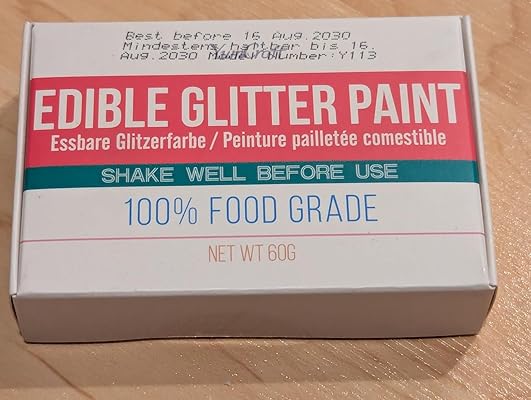 Best before 16 Aug.2030
Mindestens haltbar bis 16.
Aug.2030 Model Number:Y113
EDIBLE GLITTER PAINT
Essbare Glitzerfarbe / Peinture pailletée comestible
SHAKE WELL BEFORE USE
100% FOOD GRADE
NET WT 60G